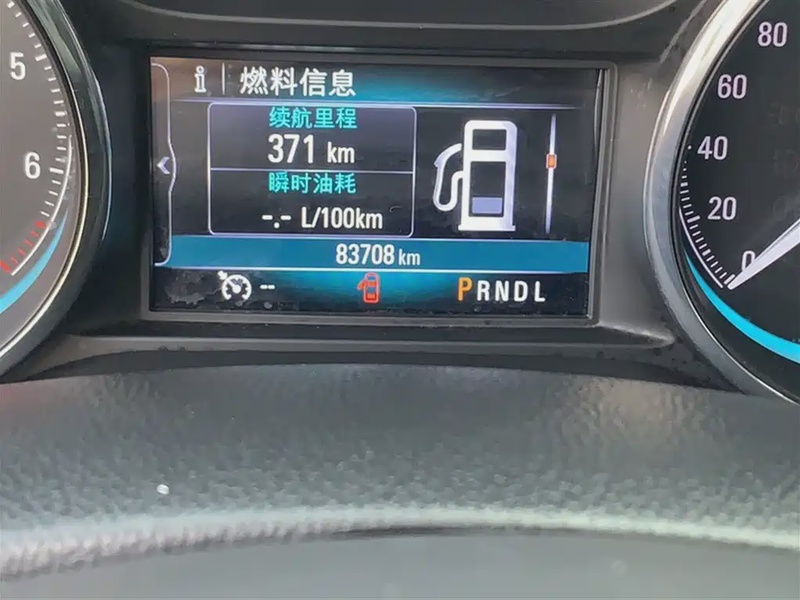 5
6
i 燃料信息
续航里程
371 km
瞬时油耗
-.- L/100km
83708 km
--
PRNDL
80
60
40
20
0